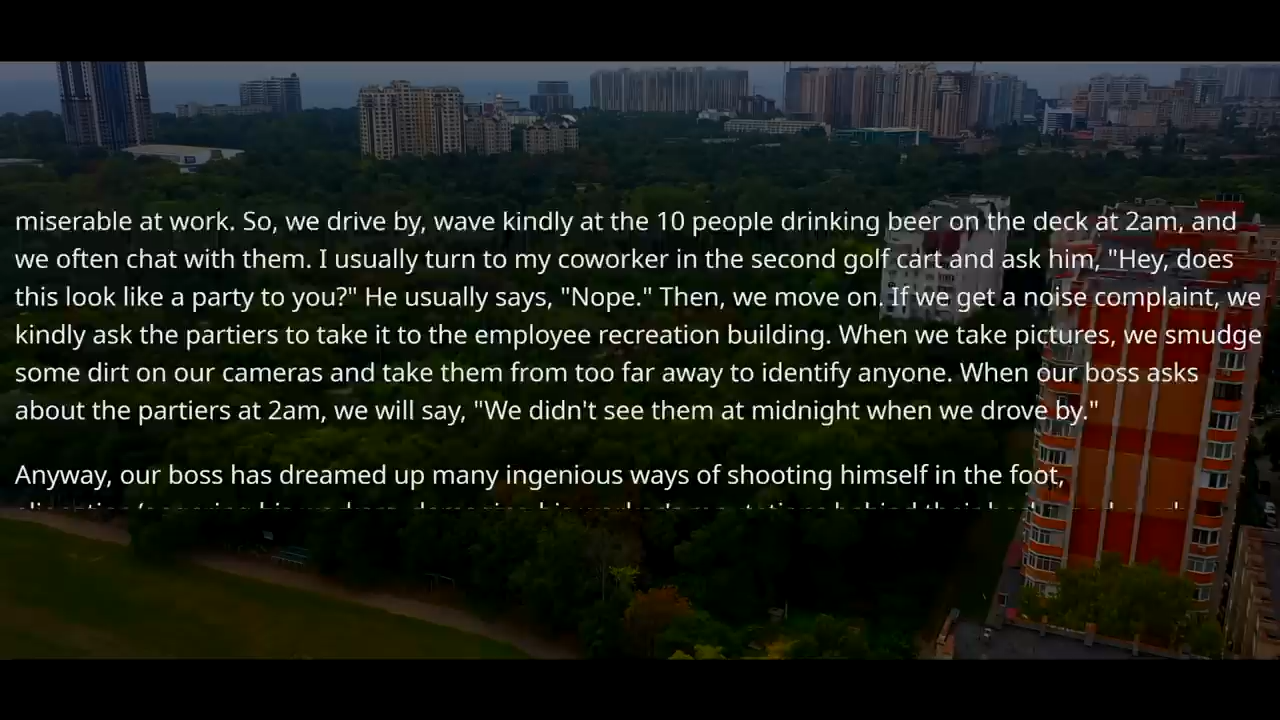 miserable at work. So, we drive by, wave kindly at the 10 people drinking beer on the deck at 2am, and
we often chat with them. I usually turn to my coworker in the second golf cart and ask him, "Hey, does
this look like a party to you?" He usually says, "Nope." Then, we move on. If we get a noise complaint, we
kindly ask the partiers to take it to the employee recreation building. When we take pictures, we smudge
some dirt on our cameras and take them from too far away to identify anyone. When our boss asks
about the partiers at 2am, we will say, "We didn't see them at midnight when we drove by."
Anyway, our boss has dreamed up many ingenious ways of shooting himself in the foot,